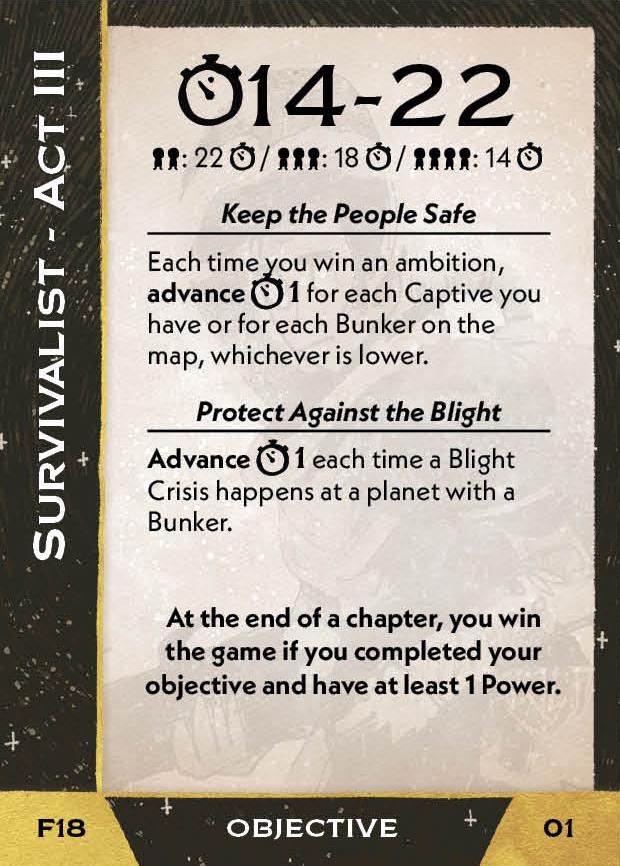 SURVIVALIST - ACT III
14-22
: 22 / : 18 / : 14
Keep the People Safe
Each time you win an ambition,
advance 1 for each Captive you
have or for each Bunker on the
map, whichever is lower.
Protect Against the Blight
Advance 1 each time a Blight
Crisis happens at a planet with a
Bunker.
At the end of a chapter, you win
the game if you completed your
objective and have at least 1 Power.
F18
OBJECTIVE
01